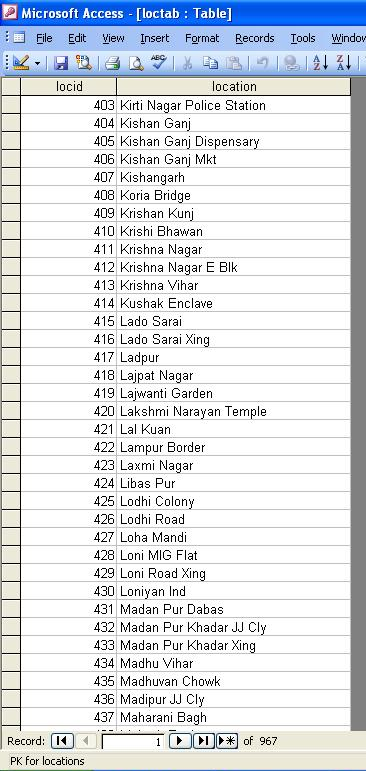 Microsoft Access - [loctab : Table]
File Edit View Insert Format Records Tools Window
locid location
403 Kirti Nagar Police Station
404 Kishan Ganj
405 Kishan Ganj Dispensary
406 Kishan Ganj Mkt
407 Kishangarh
408 Koria Bridge
409 Krishan Kunj
410 Krishi Bhawan
411 Krishna Nagar
412 Krishna Nagar E Blk
413 Krishna Vihar
414 Kushak Enclave
415 Lado Sarai
416 Lado Sarai Xing
417 Ladpur
418 Lajpat Nagar
419 Lajwanti Garden
420 Lakshmi Narayan Temple
421 Lal Kuan
422 Lampur Border
423 Laxmi Nagar
424 Libas Pur
425 Lodhi Colony
426 Lodhi Road
427 Loha Mandi
428 Loni MIG Flat
429 Loni Road Xing
430 Loniyan Ind
431 Madan Pur Dabas
432 Madan Pur Khadar JJ Cly
433 Madan Pur Khadar Xing
434 Madhu Vihar
435 Madhuvan Chowk
436 Madipur JJ Cly
437 Maharani Bagh
Record: 1 of 967
PK for locations